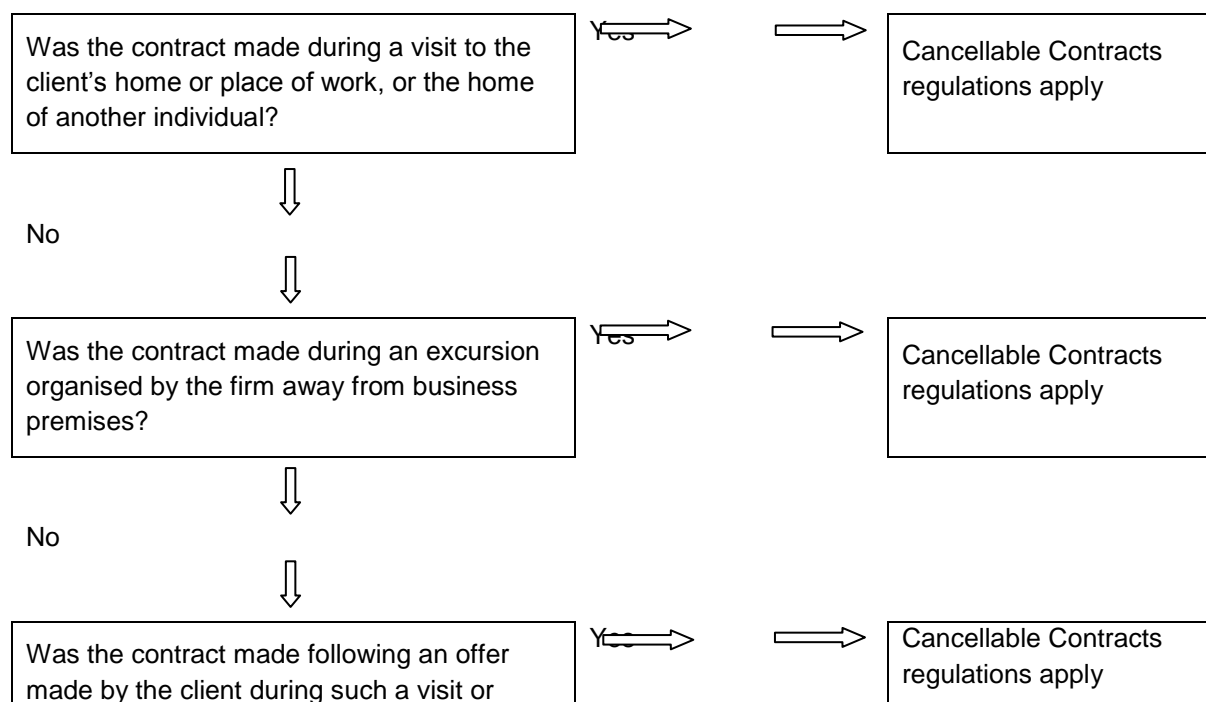 Was the contract made during a visit to the
client's home or place of work, or the home
of another individual?
Yes
Cancellable Contracts
regulations apply
No
Was the contract made during an excursion
organised by the firm away from business
premises?
Yes
Cancellable Contracts
regulations apply
No
Was the contract made following an offer
made by the client during such a visit or
Yes
Cancellable Contracts
regulations apply